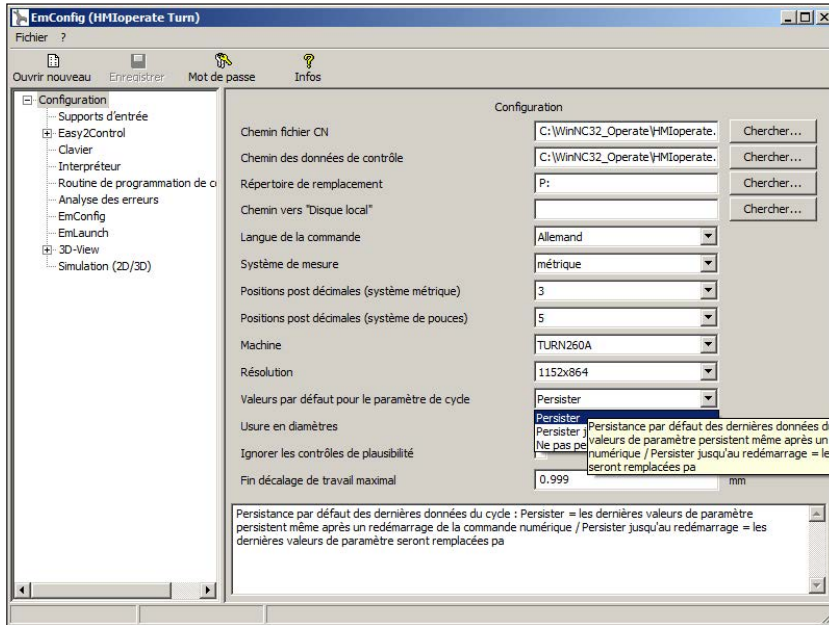 EmConfig (HMIoperate Turn)
Fichier ?
Ouvrir nouveau Enregistrer Mot de passe Infos
Configuration
Supports d'entrée
Easy2Control
Clavier
Interpréteur
Routine de programmation de c
Analyse des erreurs
EmConfig
EmLaunch
3D-View
Simulation (2D/3D)
Configuration
Chemin fichier CN C:\WinNC32_Operate\HMIoperate. Chercher...
Chemin des données de contrôle C:\WinNC32_Operate\HMIoperate. Chercher...
Répertoire de remplacement P: Chercher...
Chemin vers "Disque local" Chercher...
Langue de la commande Allemand
Système de mesure métrique
Positions post décimales (système métrique) 3
Positions post décimales (système de pouces) 5
Machine TURN260A
Résolution 1152x864
Valeurs par défaut pour le paramètre de cycle Persister
Persister
Persister j
Ne pas pe
Persistance par défaut des dernières données d
valeurs de paramètre persistent même après un
numérique / Persister jusqu'au redémarrage = le
seront remplacées pa
Usure en diamètres
Ignorer les contrôles de plausibilité
Fin décalage de travail maximal 0.999 mm
Persistance par défaut des dernières données du cycle : Persister = les dernières valeurs de paramètre
persistent même après un redémarrage de la commande numérique / Persister jusqu'au redémarrage = les
dernières valeurs de paramètre seront remplacées pa